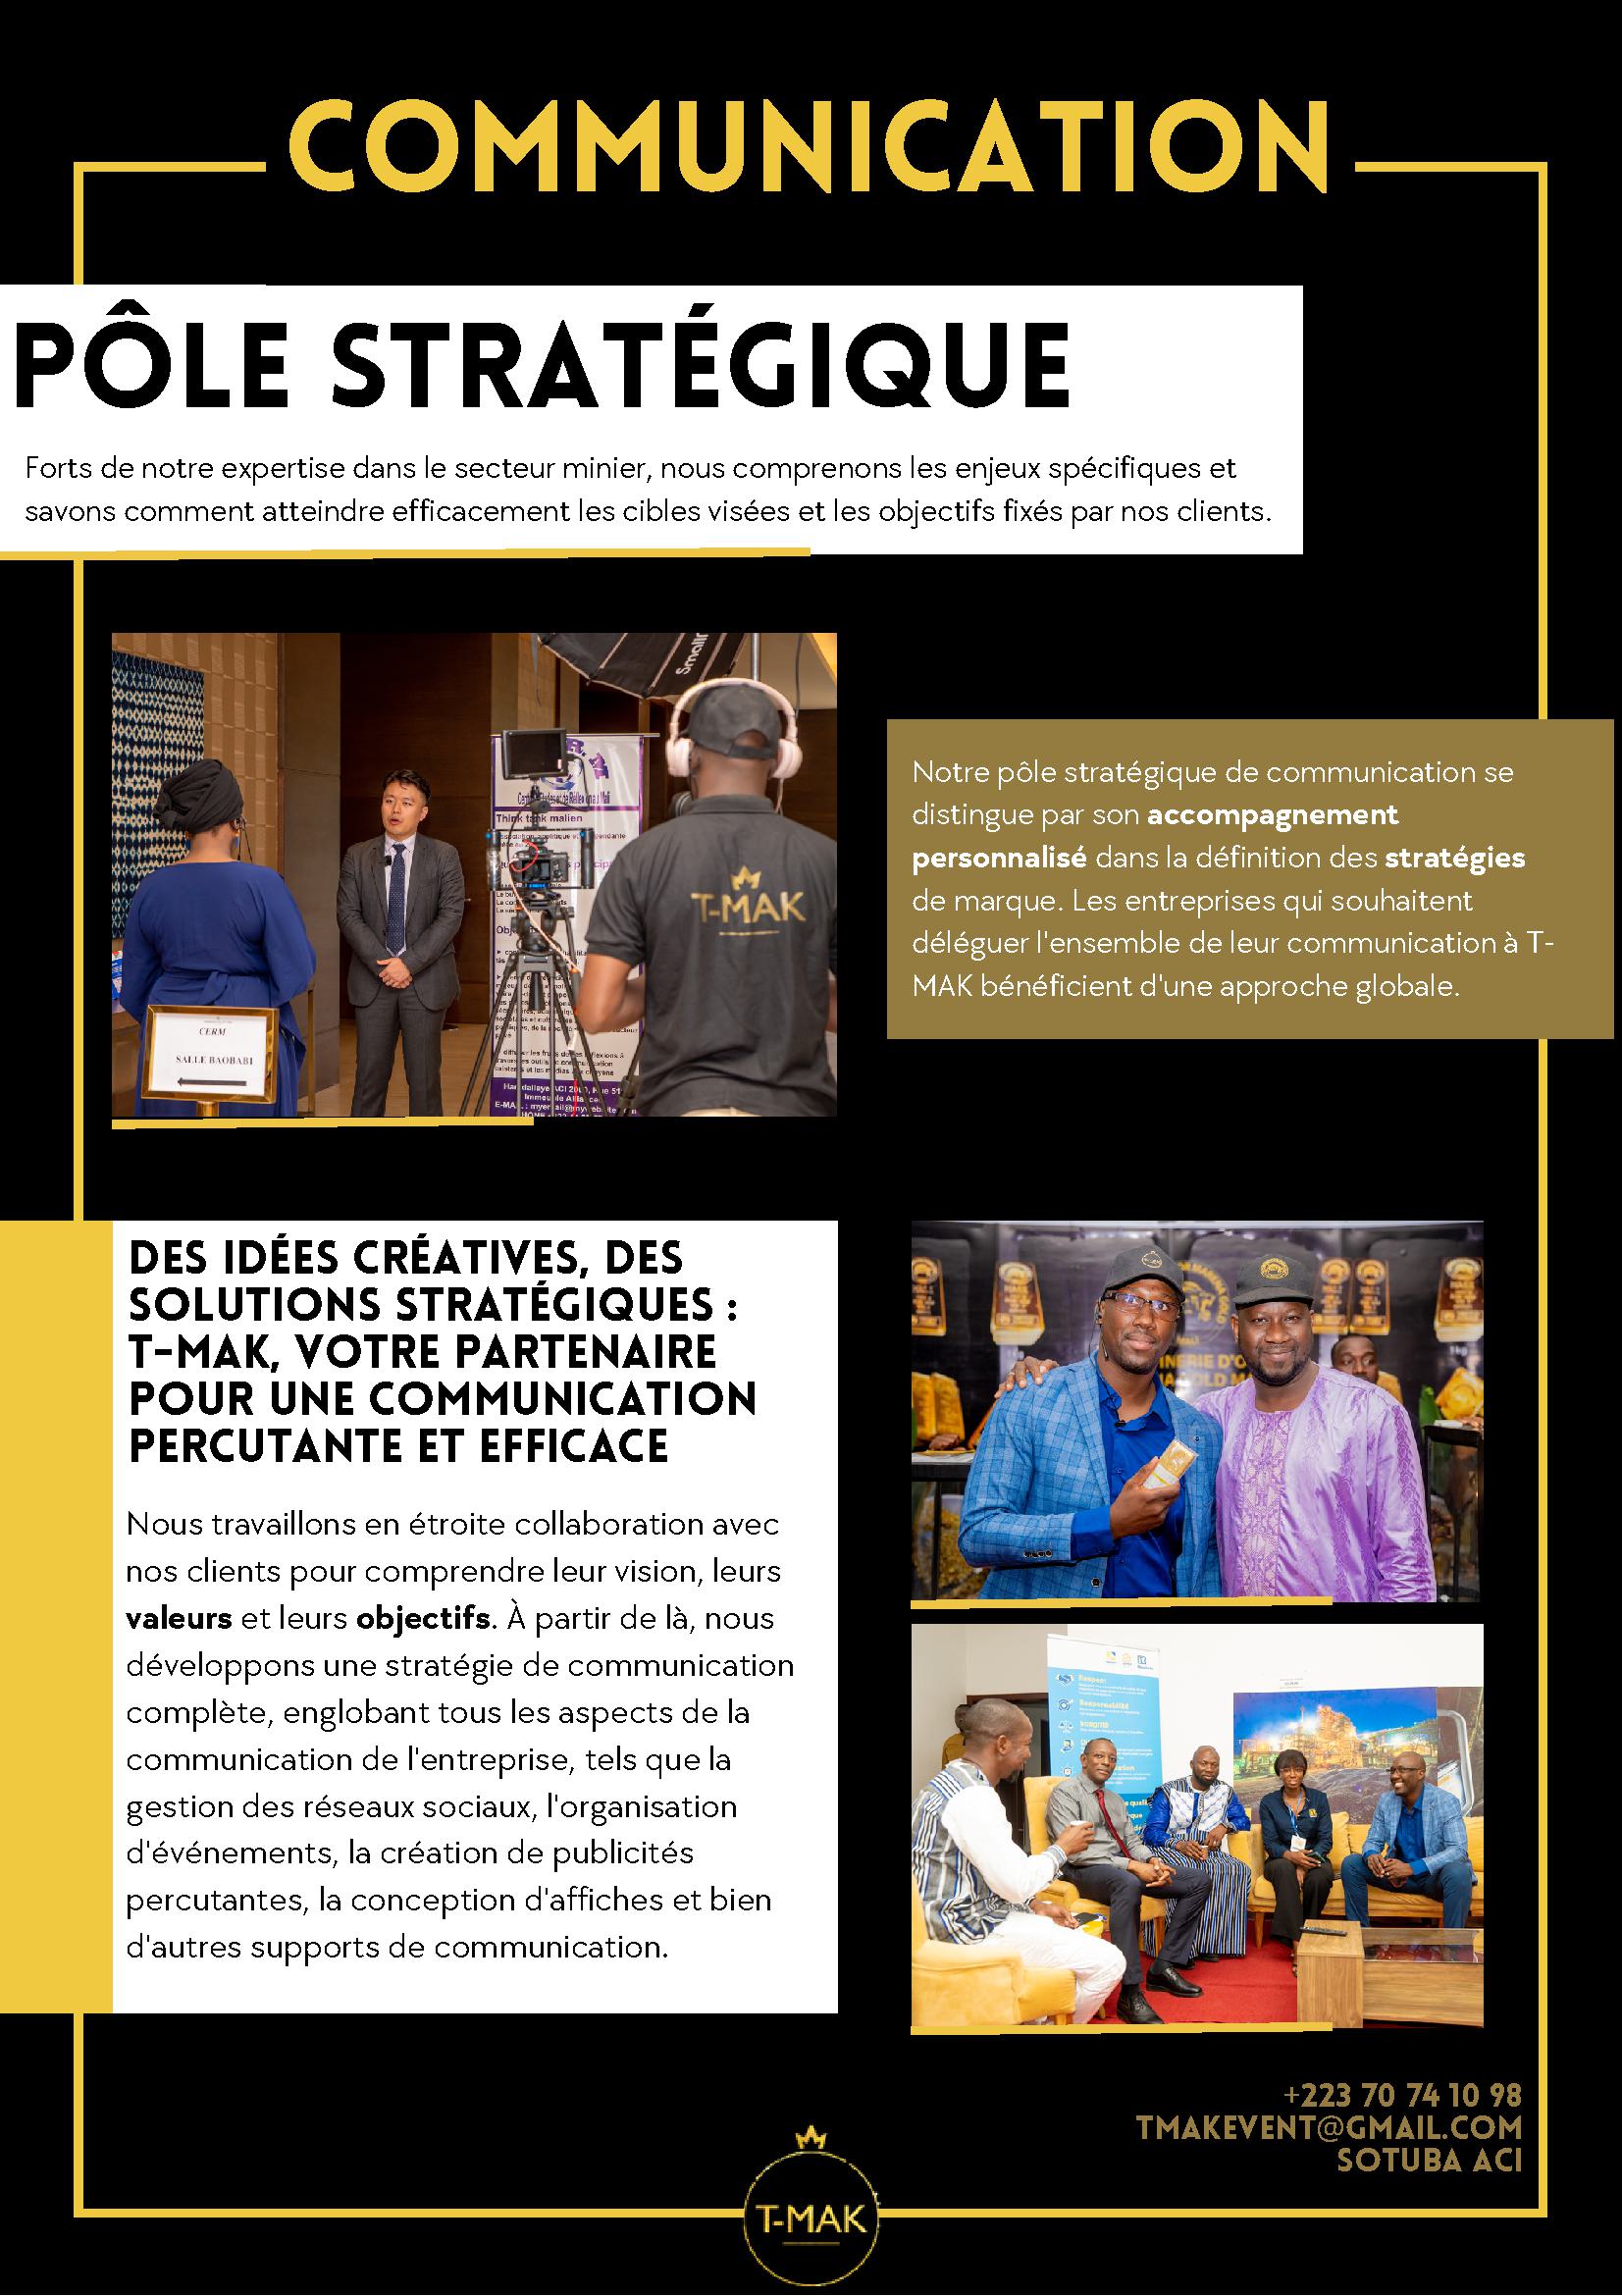 COMMUNICATION
PÔLE STRATÉGIQUE
Forts de notre expertise dans le secteur minier, nous comprenons les enjeux spécifiques et
savons comment atteindre efficacement les cibles visées et les objectifs fixés par nos clients.
Smallr
Think tank malien
T-MAK
CERM
SALLE BAOBAB1
Notre pôle stratégique de communication se
distingue par son accompagnement
personnalisé dans la définition des stratégies
de marque. Les entreprises qui souhaitent
déléguer l'ensemble de leur communication à T-
MAK bénéficient d'une approche globale.
DES IDÉES CRÉATIVES, DES
SOLUTIONS STRATÉGIQUES :
T-MAK, VOTRE PARTENAIRE
POUR UNE COMMUNICATION
PERCUTANTE ET EFFICACE
Nous travaillons en étroite collaboration avec
nos clients pour comprendre leur vision, leurs
valeurs et leurs objectifs. À partir de là, nous
développons une stratégie de communication
complète, englobant tous les aspects de la
communication de l'entreprise, tels que la
gestion des réseaux sociaux, l'organisation
d'événements, la création de publicités
percutantes, la conception d'affiches et bien
d'autres supports de communication.
Respect
Responsabilité
+223 70 74 10 98
TMAKEVENT@GMAIL.COM
SOTUBA ACI
T-MAK